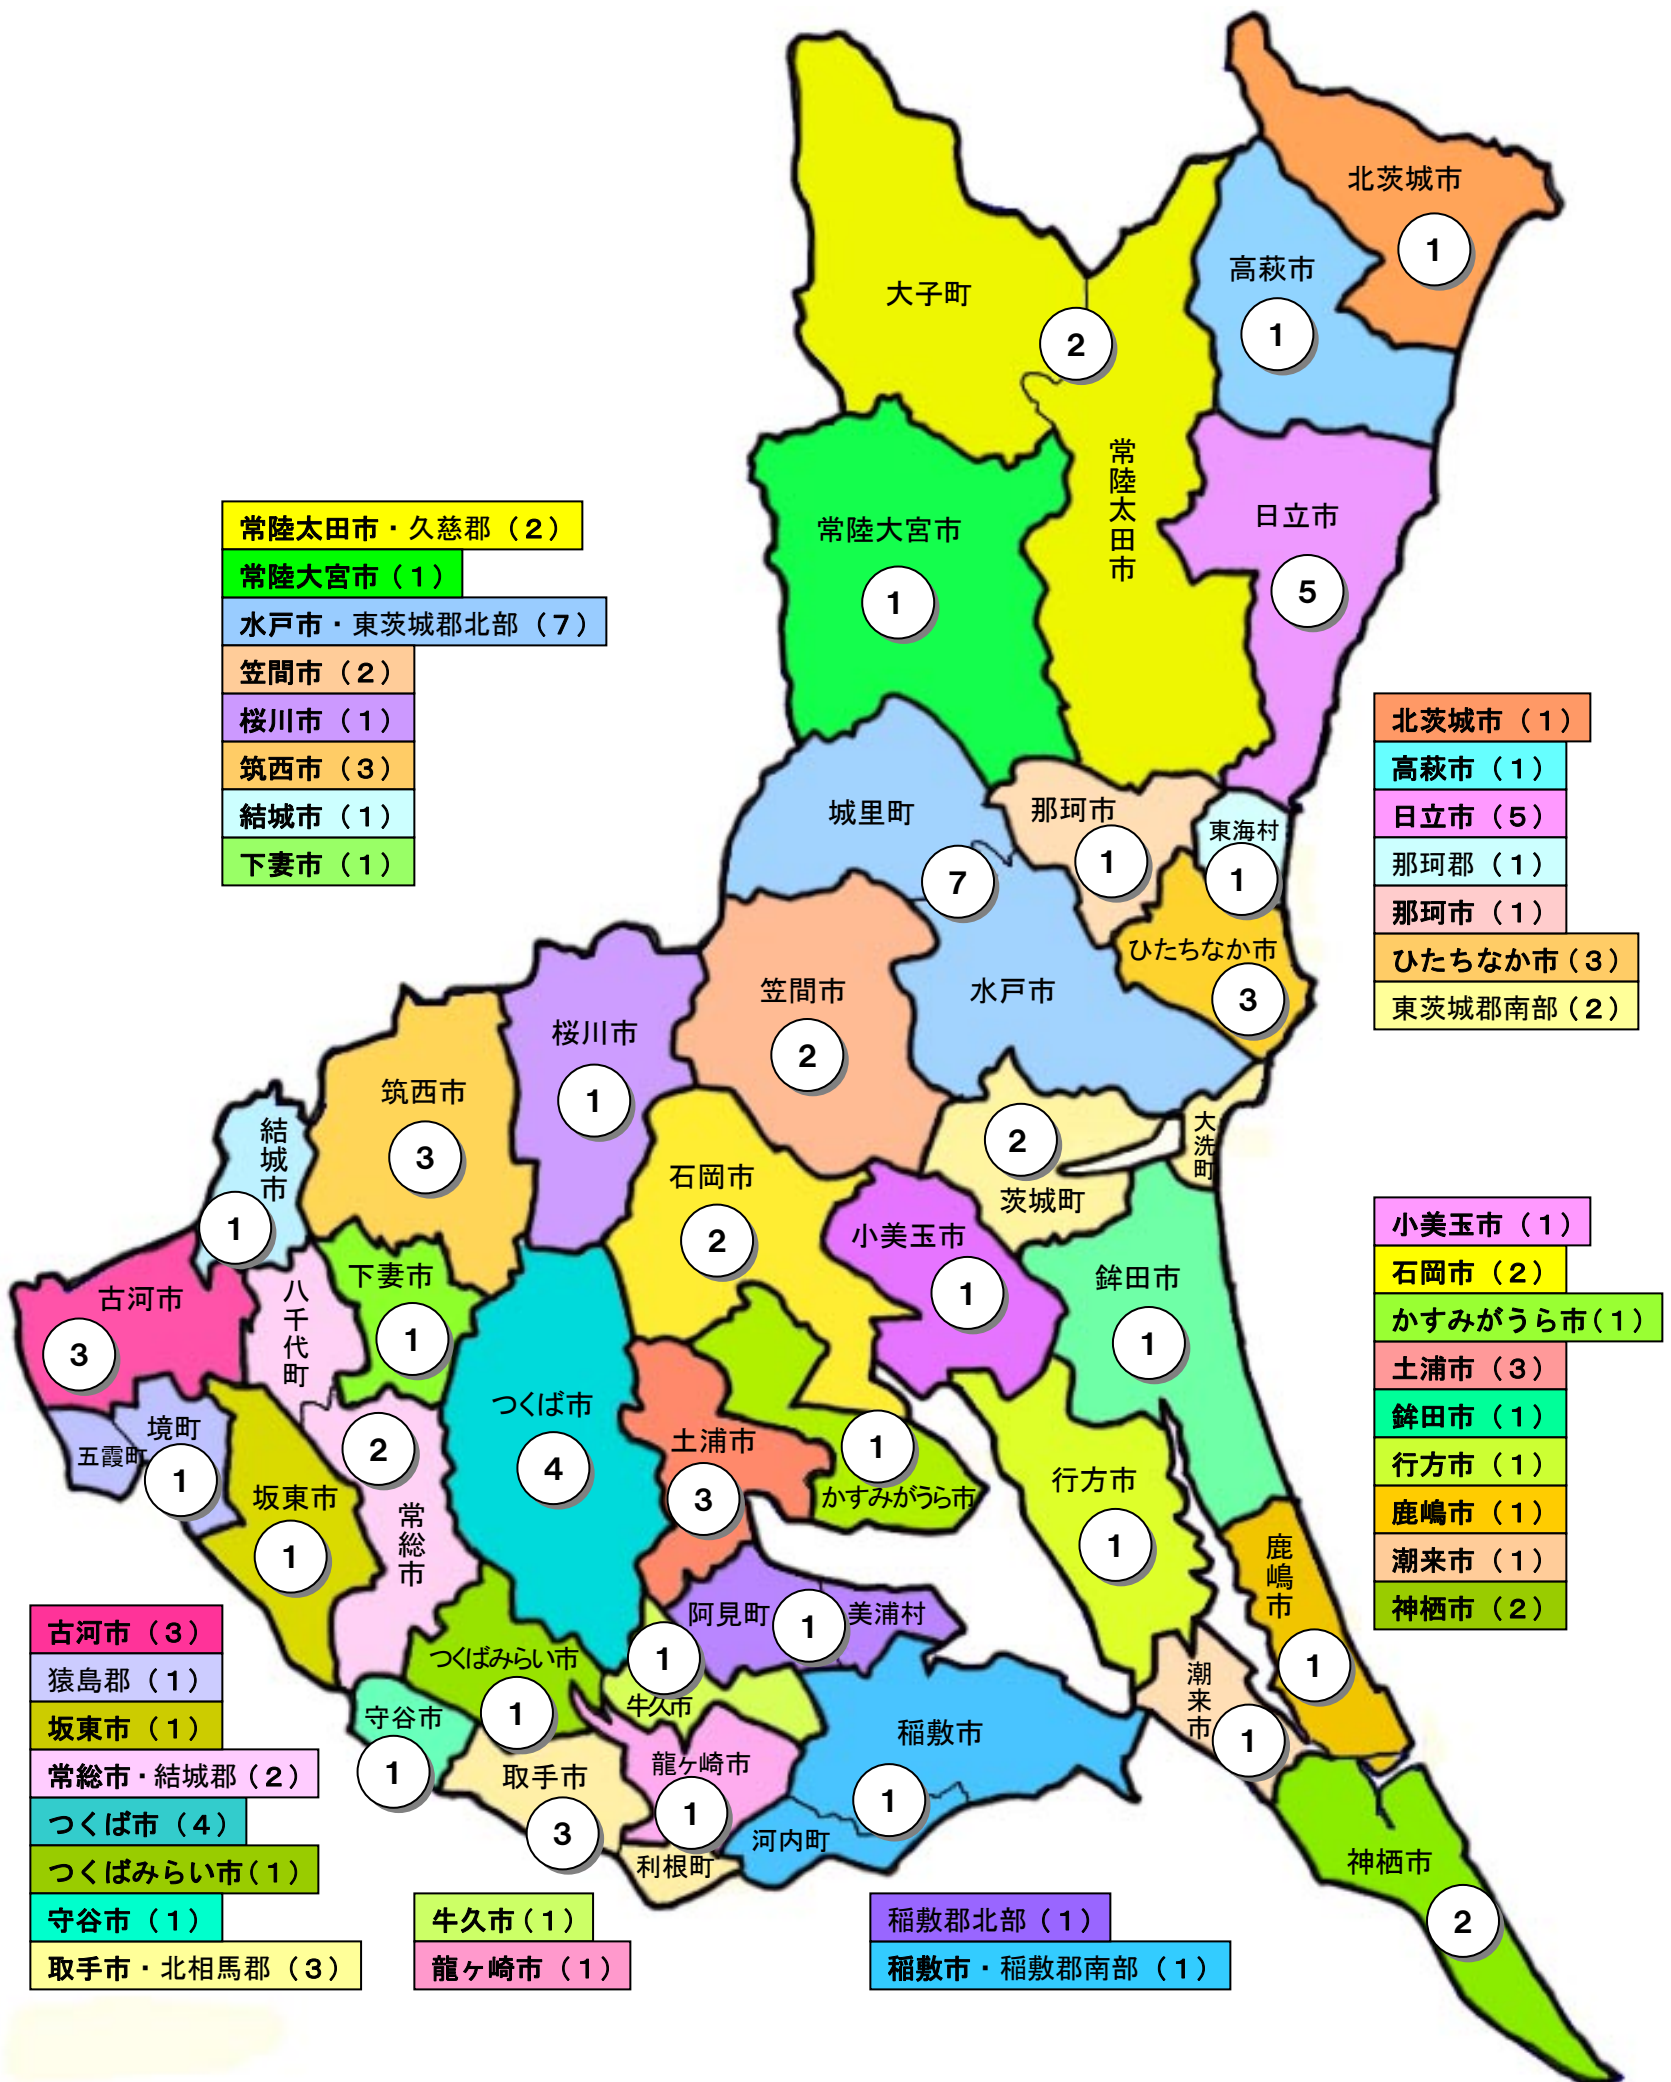 北茨城市
1
高萩市
1
大子町
2
常陸太田市
日立市
5
常陸大宮市
1
常陸太田市・久慈郡（2）
常陸大宮市（1）
水戸市・東茨城郡北部（7）
笠間市（2）
桜川市（1）
筑西市（3）
結城市（1）
下妻市（1）
北茨城市（1）
高萩市（1）
日立市（5）
那珂郡（1）
那珂市（1）
ひたちなか市（3）
東茨城郡南部（2）
城里町
7
那珂市
1
東海村
1
ひたちなか市
3
水戸市
笠間市
2
桜川市
1
筑西市
3
結城市
1
茨城町
2
大洗町
石岡市
2
小美玉市
1
鉾田市
1
古河市
3
八千代町
下妻市
1
つくば市
4
土浦市
3
かすみがうら市
1
行方市
1
五霞町
境町
1
坂東市
1
常総市
2
鹿嶋市
1
小美玉市（1）
石岡市（2）
かすみがうら市（1）
土浦市（3）
鉾田市（1）
行方市（1）
鹿嶋市（1）
潮来市（1）
神栖市（2）
阿見町
1
美浦村
つくばみらい市
1
牛久市
1
守谷市
1
取手市
3
龍ヶ崎市
1
利根町
稲敷市
1
河内町
潮来市
1
神栖市
2
古河市（3）
猿島郡（1）
坂東市（1）
常総市・結城郡（2）
つくば市（4）
つくばみらい市（1）
守谷市（1）
取手市・北相馬郡（3）
牛久市（1）
龍ヶ崎市（1）
稲敷郡北部（1）
稲敷市・稲敷郡南部（1）